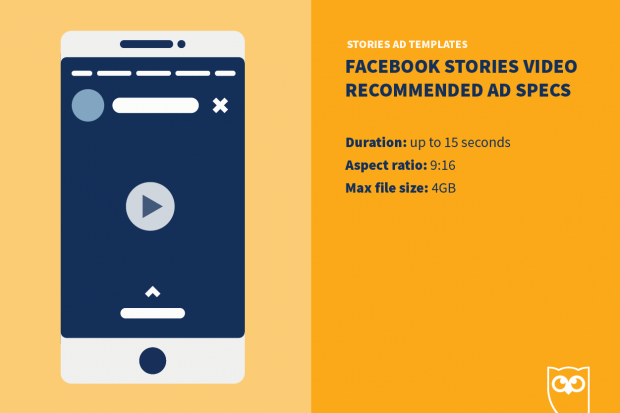 STORIES AD TEMPLATES
FACEBOOK STORIES VIDEO
RECOMMENDED AD SPECS
Duration: up to 15 seconds
Aspect ratio: 9:16
Max file size: 4GB